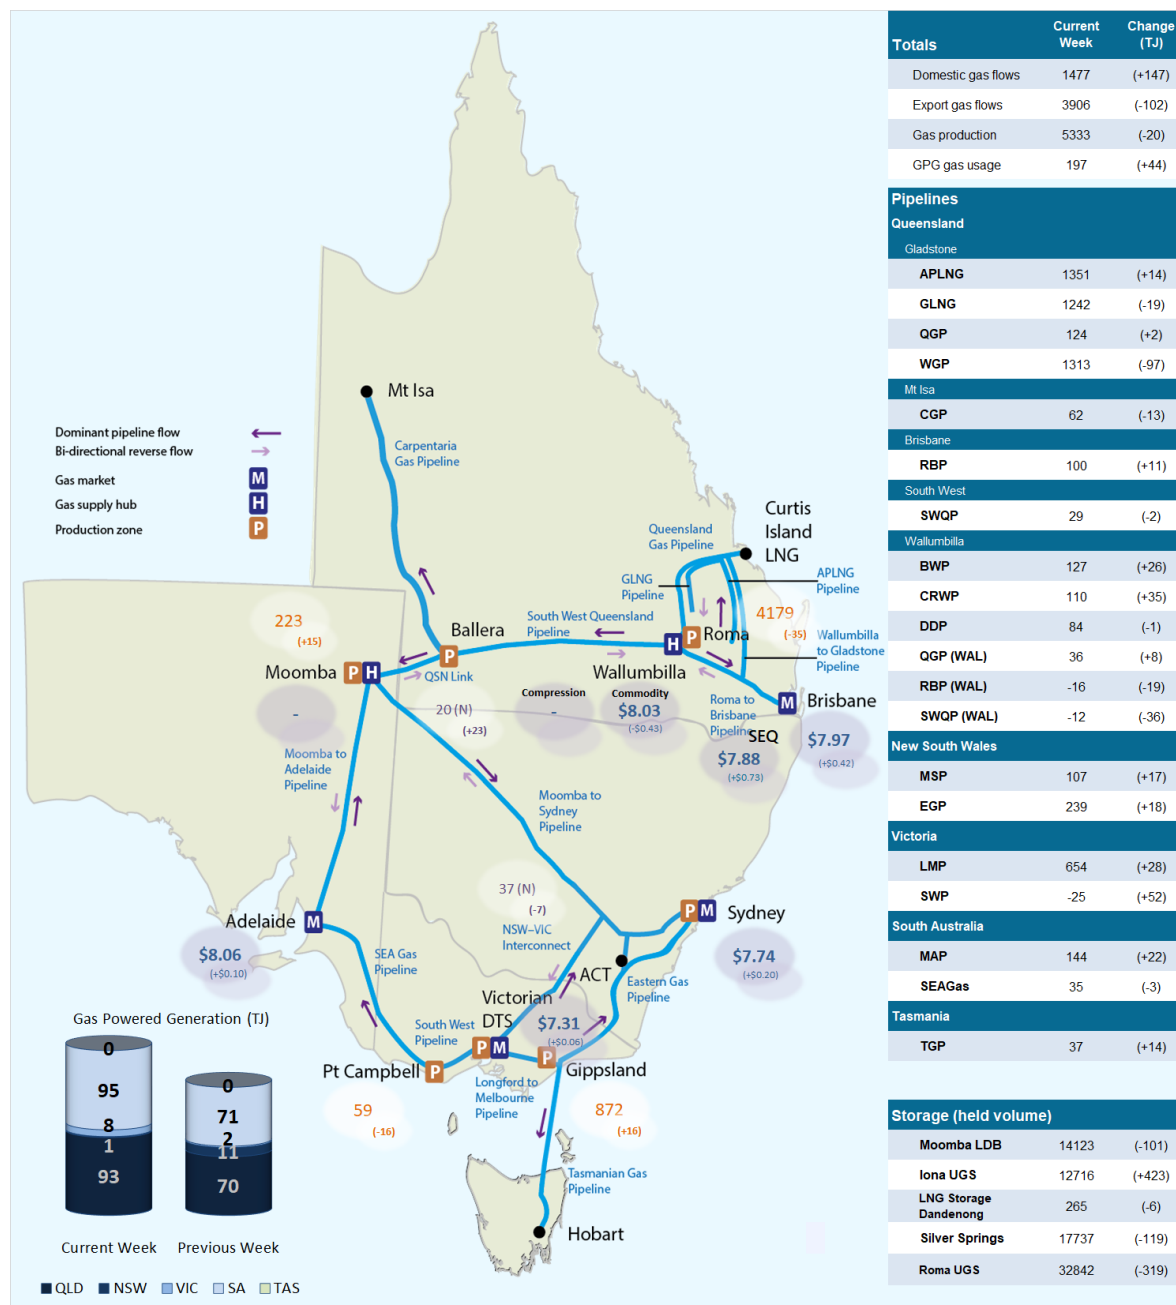 Mt Isa
Dominant pipeline flow
Bi-directional reverse flow
Gas market M
Gas supply hub H
Production zone P
Carpentaria
Gas Pipeline
Curtis
Island
LNG
Queensland
Gas Pipeline
GLNG
Pipeline
APLNG
Pipeline
223
(+15)
Ballera
P
South West Queensland
Pipeline
H P Roma
4179
(-35)
Wallumbilla
to Gladstone
Pipeline
Moomba P H
QSN Link
Wallumbilla
-
20 (N)
(+23)
Compression
-
Commodity
$8.03
(-$0.43)
Roma to
Brisbane
Pipeline
M Brisbane
SEQ
$7.88
(+$0.73)
$7.97
(+$0.42)
Moomba to
Adelaide
Pipeline
Moomba to
Sydney
Pipeline
37 (N)
(-7)
NSW-VIC
Interconnect
P M Sydney
Adelaide M
$8.06
(+$0.10)
SEA Gas
Pipeline
ACT
$7.74
(+$0.20)
Eastern Gas
Pipeline
Victorian
DTS
$7.31
(+$0.06)
South West
Pipeline
P M
P
Pt Campbell P
Gippsland
Longford to
Melbourne
Pipeline
59
(-16)
872
(+16)
Tasmanian Gas
Pipeline
Hobart
Gas Powered Generation (TJ)
0
95
8
1
93
0
71
2
11
70
Current Week Previous Week
QLD NSW VIC SA TAS
Totals Current Week Change (TJ)
Domestic gas flows 1477 (+147)
Export gas flows 3906 (-102)
Gas production 5333 (-20)
GPG gas usage 197 (+44)
Pipelines
Queensland
Gladstone
APLNG 1351 (+14)
GLNG 1242 (-19)
QGP 124 (+2)
WGP 1313 (-97)
Mt Isa
CGP 62 (-13)
Brisbane
RBP 100 (+11)
South West
SWQP 29 (-2)
Wallumbilla
BWP 127 (+26)
CRWP 110 (+35)
DDP 84 (-1)
QGP (WAL) 36 (+8)
RBP (WAL) -16 (-19)
SWQP (WAL) -12 (-36)
New South Wales
MSP 107 (+17)
EGP 239 (+18)
Victoria
LMP 654 (+28)
SWP -25 (+52)
South Australia
MAP 144 (+22)
SEAGas 35 (-3)
Tasmania
TGP 37 (+14)
Storage (held volume)
Moomba LDB 14123 (-101)
Iona UGS 12716 (+423)
LNG Storage
Dandenong 265 (-6)
Silver Springs 17737 (-119)
Roma UGS 32842 (-319)